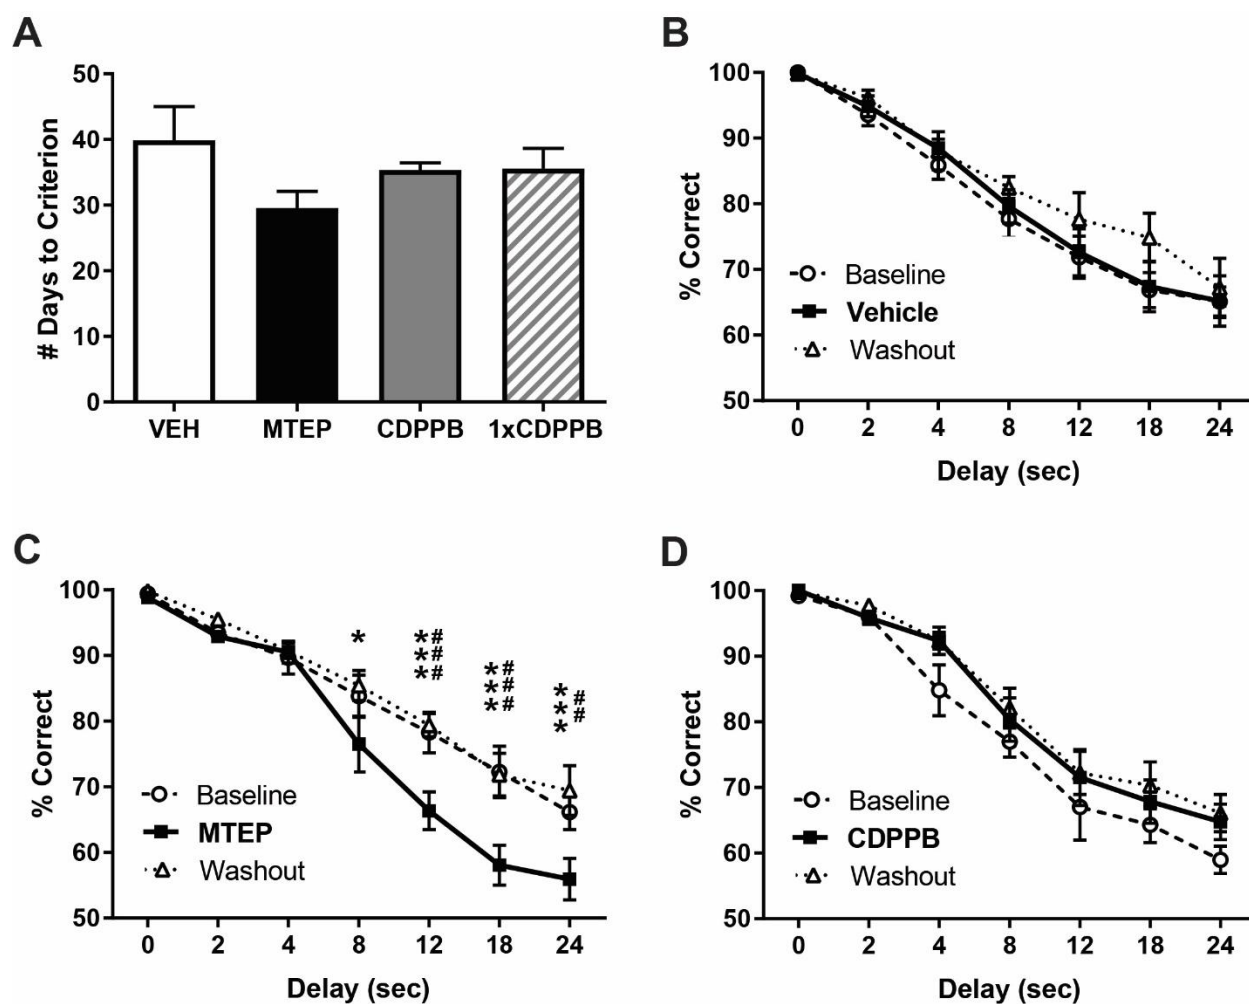 A
# Days to Criterion
50
40
30
20
10
0
VEH MTEP CDPPB 1xCDPPB
B
% Correct
100
90
80
70
60
50
Baseline
Vehicle
Washout
0 2 4 8 12 18 24
Delay (sec)
C
% Correct
100
90
80
70
60
50
* *# *# *#
*# *# *#
*# *# *
Baseline
MTEP
Washout
0 2 4 8 12 18 24
Delay (sec)
D
% Correct
100
90
80
70
60
50
Baseline
CDPPB
Washout
0 2 4 8 12 18 24
Delay (sec)